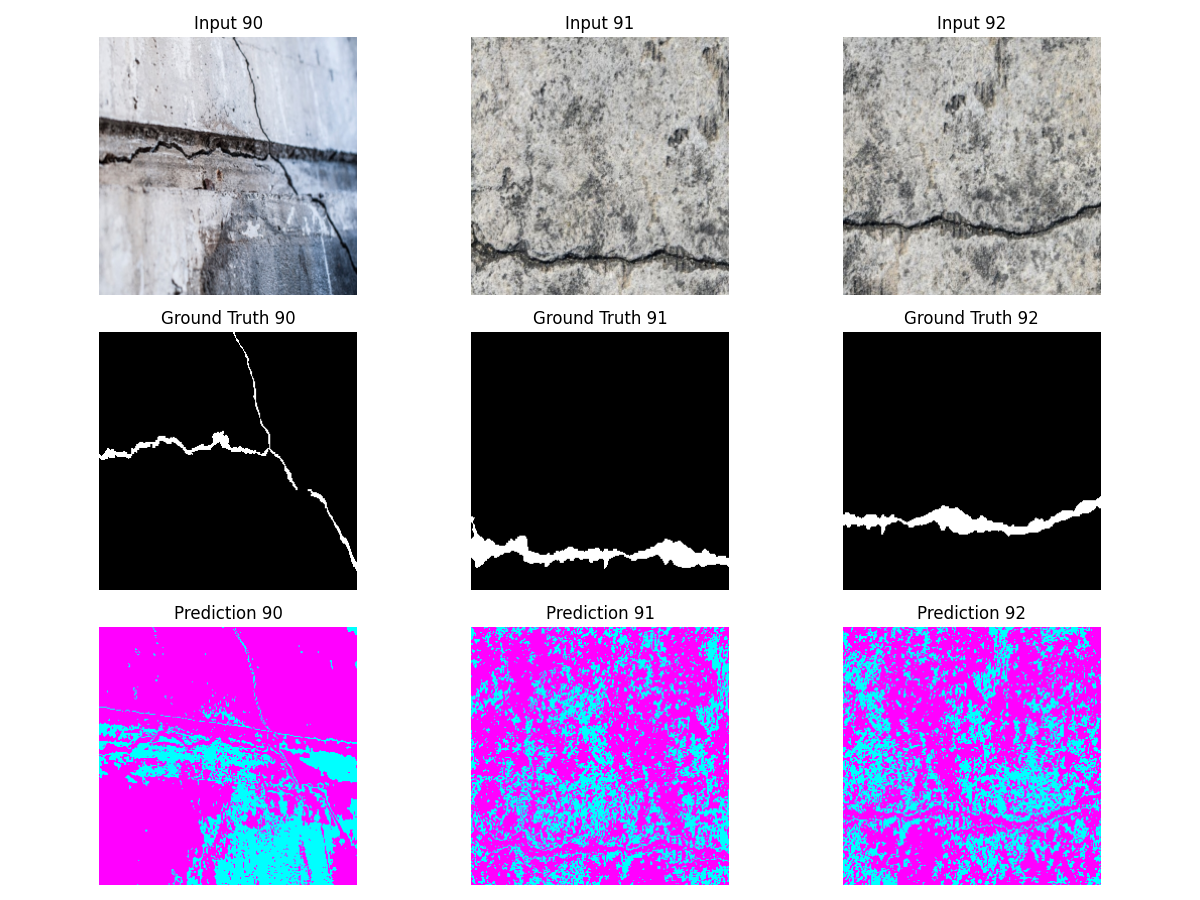 Input 90
Input 91
Input 92
Ground Truth 90
Ground Truth 91
Ground Truth 92
Prediction 90
Prediction 91
Prediction 92